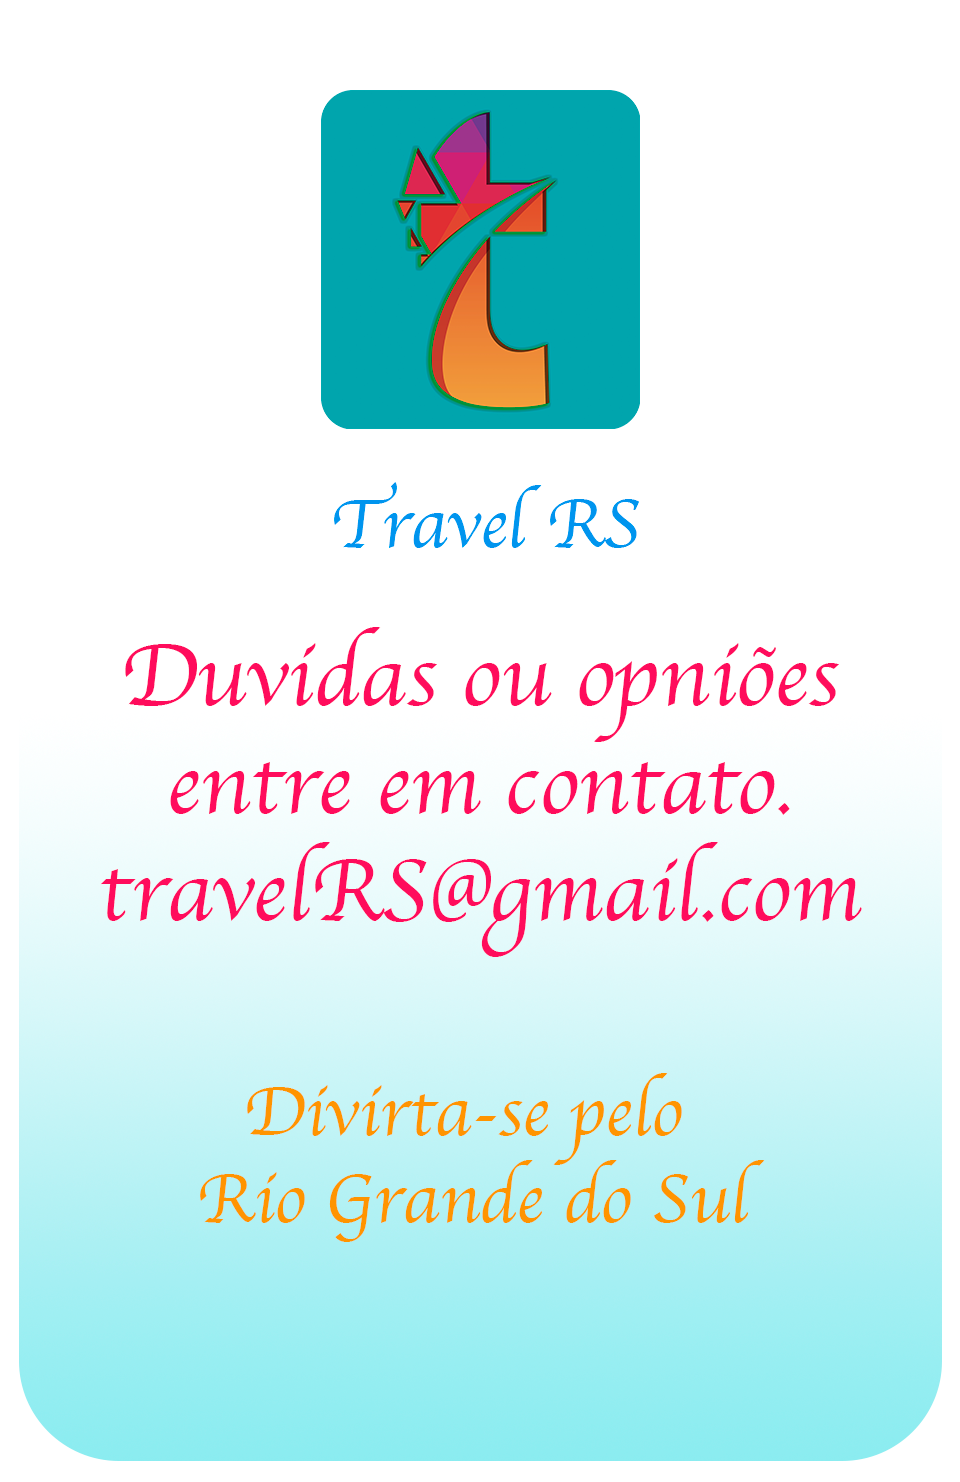 t
Travel RS
Duvidas ou opniões
entre em contato.
travelRS@gmail.com
Divirta-se pelo
Rio Grande do Sul